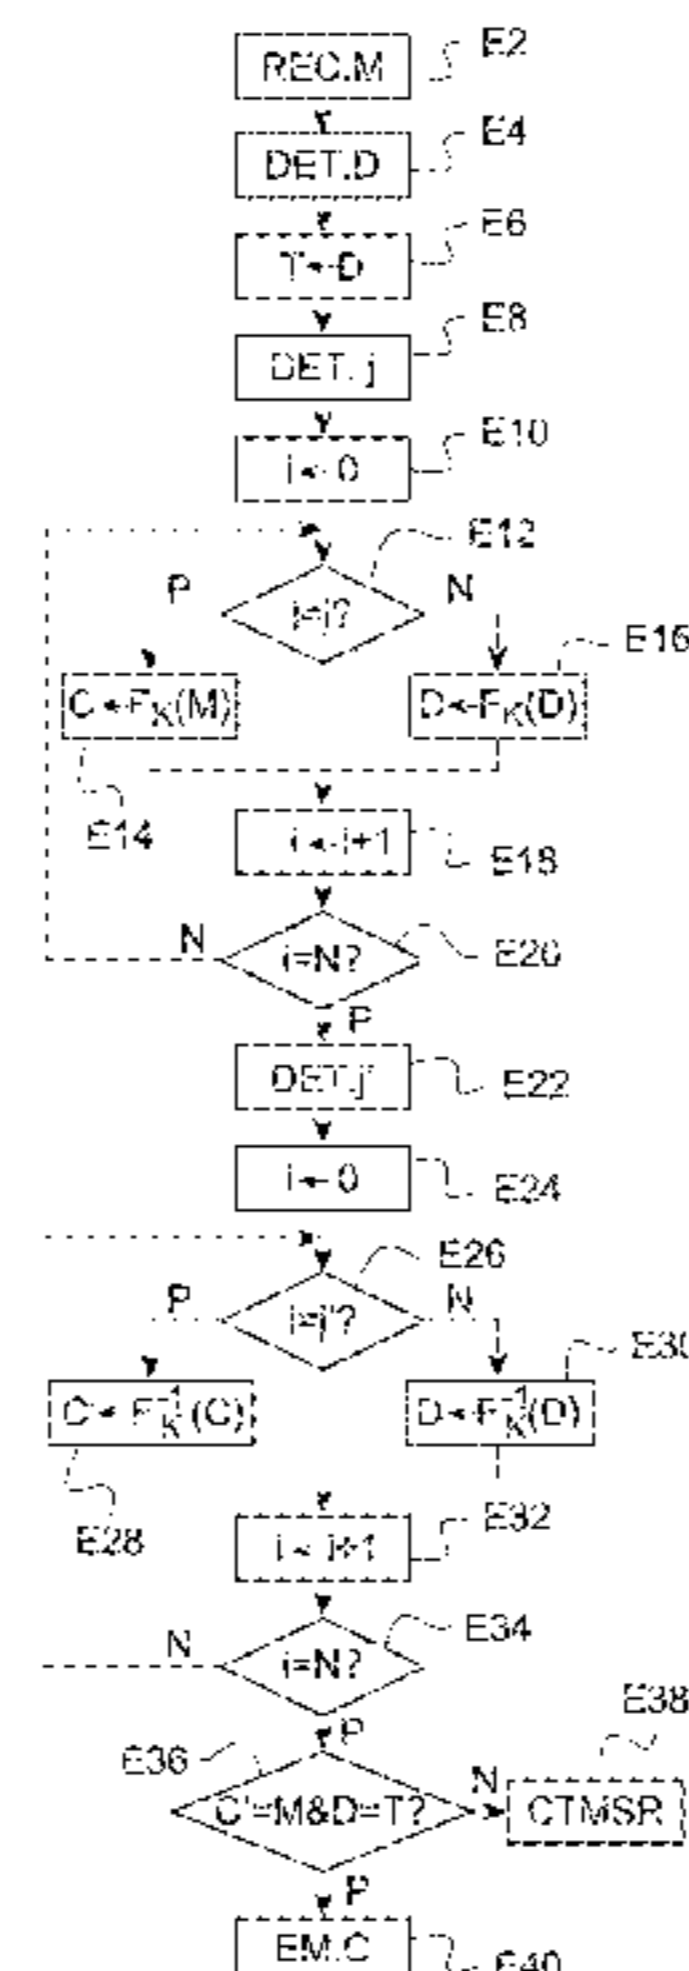 REC.M
E2
DET.D
E4
T←D
E6
DET. j
E8
i←0
E10
i=j?
E12
P
N
C←F_K(M)
D←F_K(D)
E16
E14
i←i+1
E18
i=N?
E20
N
P
DET.j'
E22
i←0
E24
i=j'?
E26
P
N
C'←F_K^-1(C)
D←F_K^-1(D)
E30
E28
i←i+1
E32
i=N?
E34
N
P
E36
C'=M&D=T?
N
CTMSR
E38
P
EM.C
E40